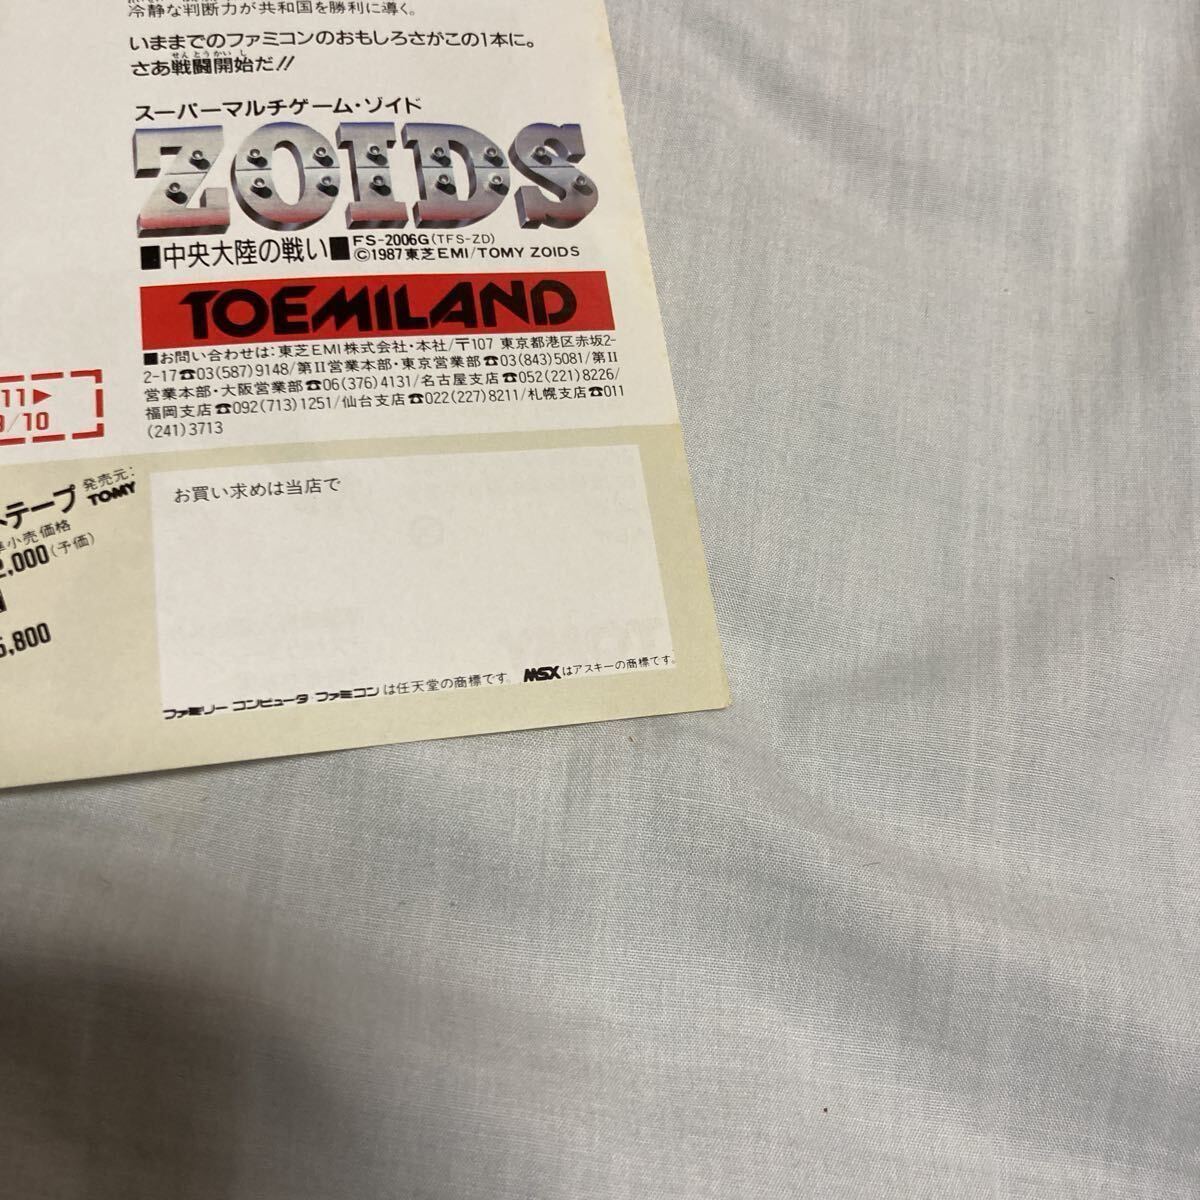 冷静な判断力が共和国を勝利に導く。
いままでのファミコンのおもしろさがこの1本に。
せんとうかいし
さあ戦闘開始だ!!
スーパーマルチゲーム・ゾイド
ZOIDS
■中央大陸の戦い■ FS-2006G(TFS-ZD)
©1987東芝EMI/TOMY ZOIDS
TOEMILAND
■お問い合わせは:東芝EMI株式会社・本社/〒107 東京都港区赤坂2-
2-17☎03(587)9148/第II営業本部・東京営業部☎03(843)5081/第II
営業本部・大阪営業部☎06(376)4131/名古屋支店☎052(221)8226/
福岡支店☎092(713)1251/仙台支店☎022(227)8211/札幌支店☎011
(241)3713
11▶
/10
テープ
発売元:
TOMY
小売価格
,000(予価)
5,800
お買い求めは当店で
ファミリー コンピュータ ファミコン は任天堂の商標です。 MSXはアスキーの商標です。